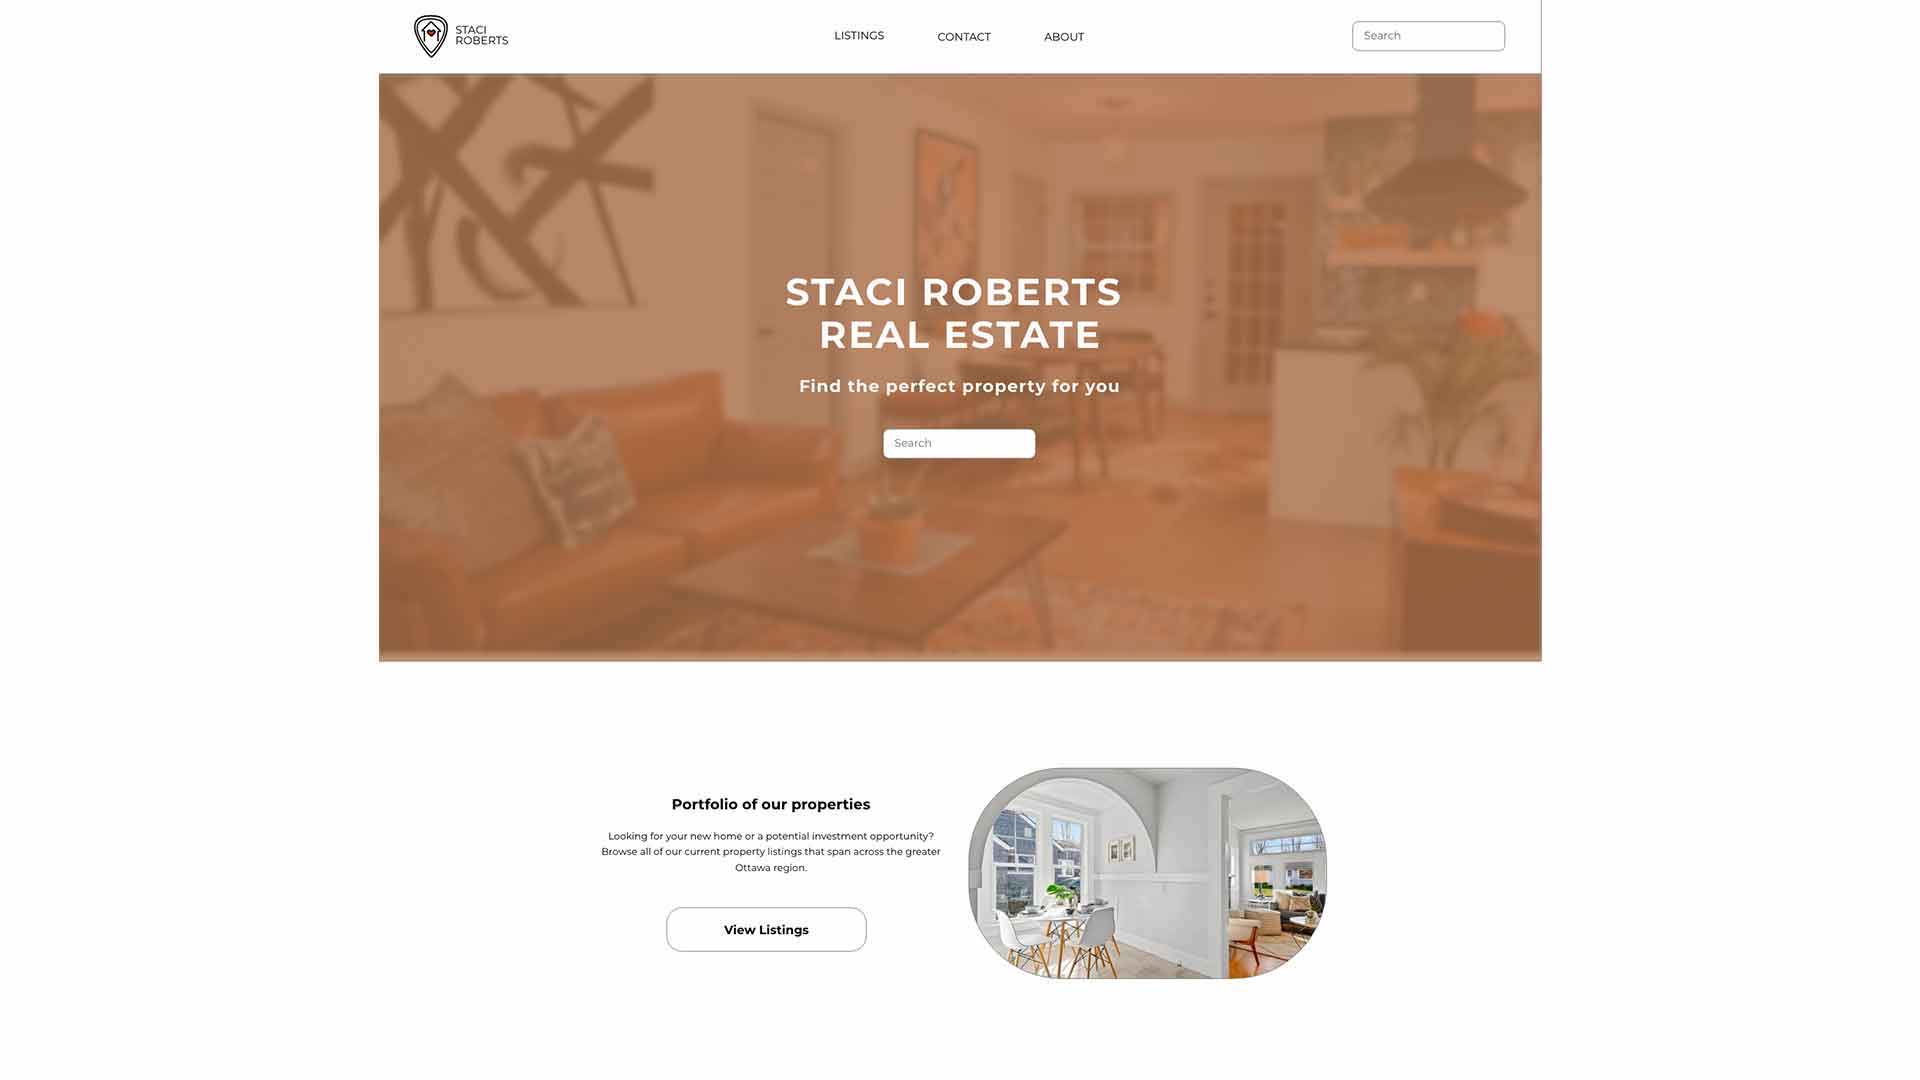 STACI
ROBERTS
LISTINGS
CONTACT
ABOUT
Search
STACI ROBERTS
REAL ESTATE
Find the perfect property for you
Search
Portfolio of our properties
Looking for your new home or a potential investment opportunity?
Browse all of our current property listings that span across the greater
Ottawa region.
View Listings